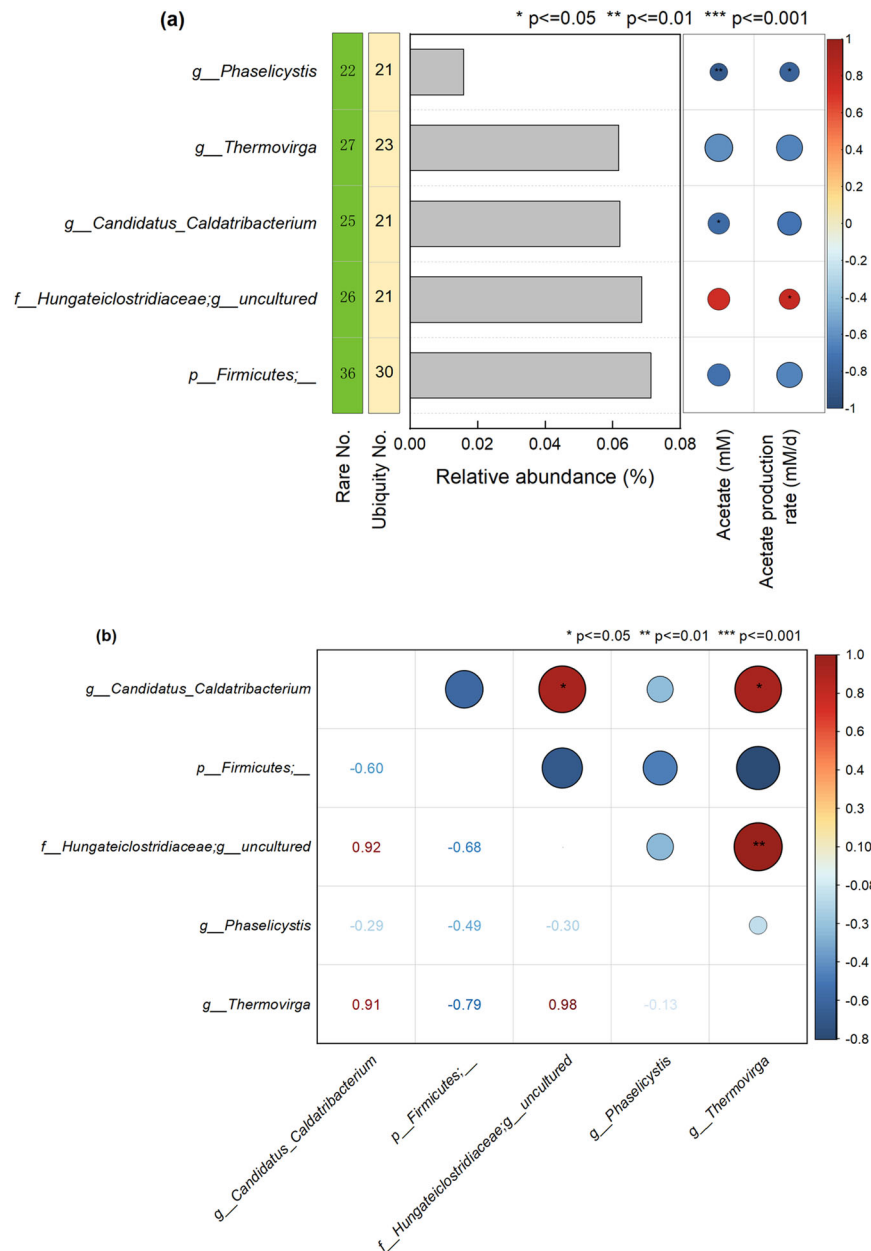 (a)
* p<=0.05 ** p<=0.01 *** p<=0.001
g__Phaselicystis 22 21 ** * 1
0.8
g__Thermovirga 27 23 0.6
0.4
0.2
g__Candidatus_Caldatribacterium 25 21 * 0
-0.2
f__Hungateiclostridiaceae;g__uncultured 26 21 * -0.4
-0.6
p__Firmicutes;__ 36 30 -0.8
-1
0.00 0.02 0.04 0.06 0.08
Relative abundance (%)
Rare No.
Ubiquity No.
Acetate (mM)
Acetate production
rate (mM/d)
(b)
* p<=0.05 ** p<=0.01 *** p<=0.001
g__Candidatus_Caldatribacterium * *
p__Firmicutes;__ -0.60
f__Hungateiclostridiaceae;g__uncultured 0.92 -0.68 **
g__Phaselicystis -0.29 -0.49 -0.30
g__Thermovirga 0.91 -0.79 0.98 -0.13
1.0
0.8
0.6
0.4
0.3
0.10
-0.08
-0.3
-0.4
-0.6
-0.8
g__Candidatus_Caldatribacterium
p__Firmicutes;__
f__Hungateiclostridiaceae;g__uncultured
g__Phaselicystis
g__Thermovirga